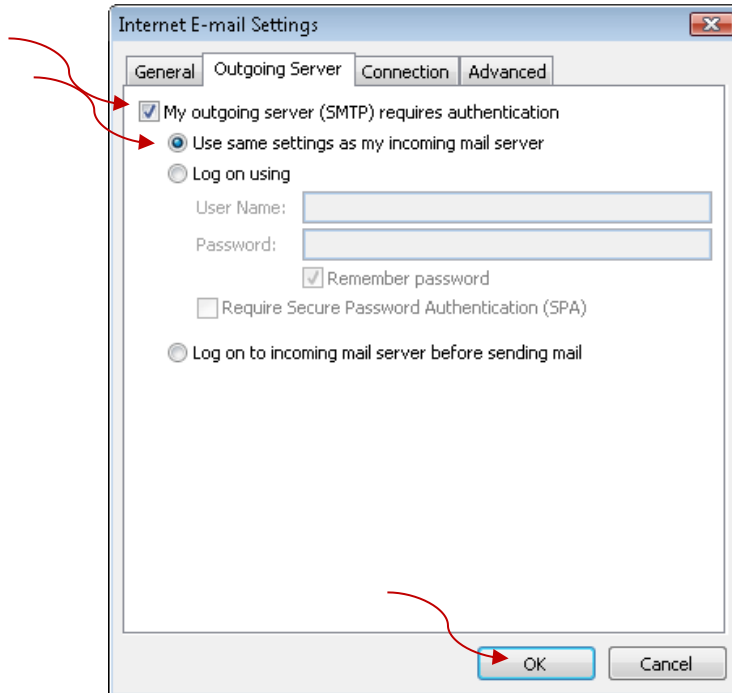 Internet E-mail Settings
General Outgoing Server Connection Advanced
My outgoing server (SMTP) requires authentication
Use same settings as my incoming mail server
Log on using
User Name:
Password:
Remember password
Require Secure Password Authentication (SPA)
Log on to incoming mail server before sending mail
OK Cancel